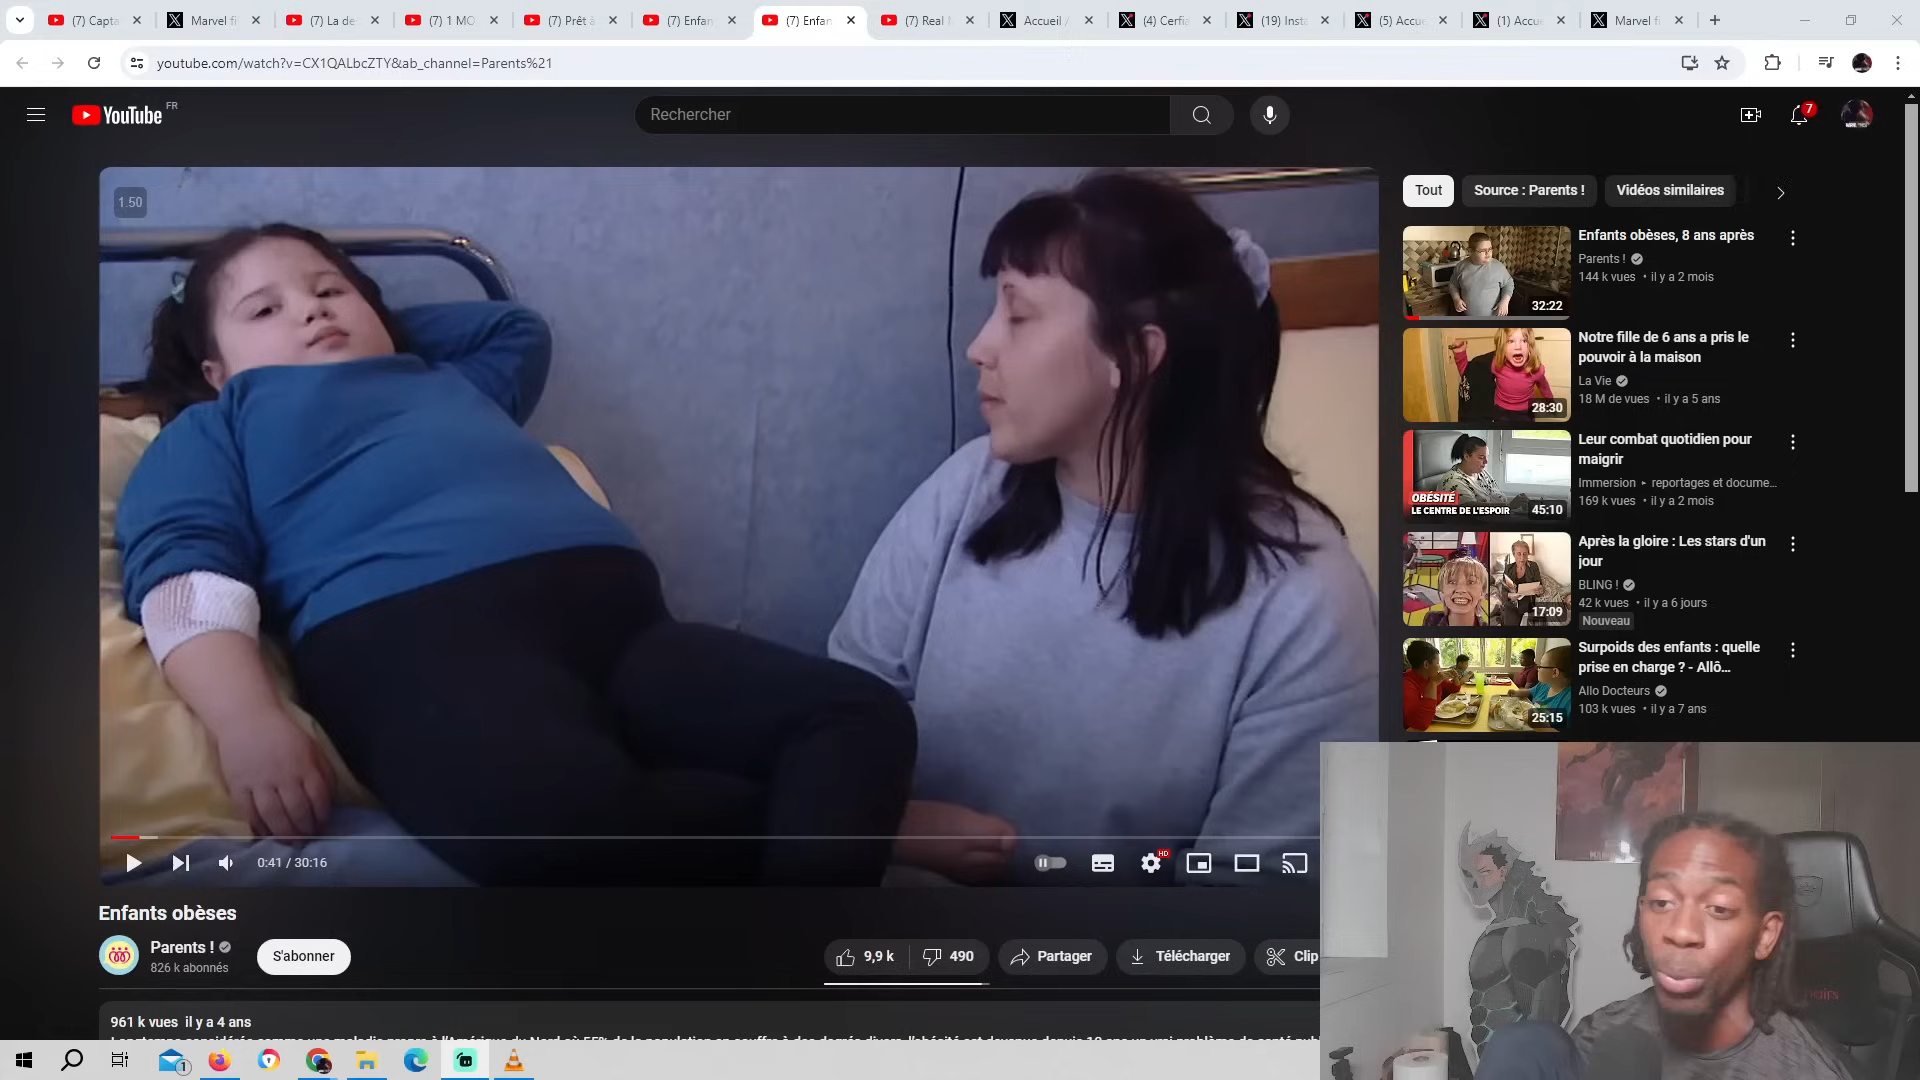 (7) Capta
Marvel fi
(7) La de
(7) 1 MO
(7) Prêt à
(7) Enfan
(7) Enfan
(7) Real
Accueil /
(4) Cerfia
(19) Insta
(5) Accue
(1) Accue
Marvel fi
youtube.com/watch?v=CX1QALbcZTY&ab_channel=Parents%21
YouTube FR
Rechercher
7
1.50
Tout
Source : Parents !
Vidéos similaires
Enfants obèses, 8 ans après
Parents !
144 k vues • il y a 2 mois
32:22
Notre fille de 6 ans a pris le
pouvoir à la maison
La Vie
18 M de vues • il y a 5 ans
28:30
Leur combat quotidien pour
maigrir
Immersion ▸ reportages et docume...
169 k vues • il y a 2 mois
OBÉSITÉ
LE CENTRE DE L'ESPOIR
45:10
Après la gloire : Les stars d'un
jour
BLING !
42 k vues • il y a 6 jours
Nouveau
17:09
Surpoids des enfants : quelle
prise en charge ? - Allô...
Allo Docteurs
103 k vues • il y a 7 ans
25:15
0:41 / 30:16
HD
Enfants obèses
Parents !
826 k abonnés
S'abonner
9,9 k
490
Partager
Télécharger
Clip
961 k vues il y a 4 ans
1